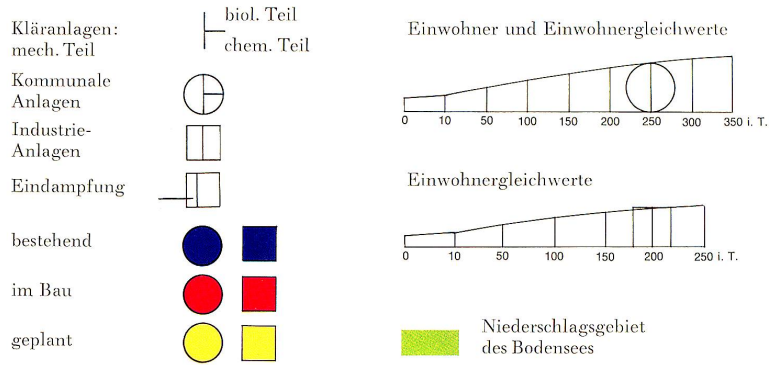 Kläranlagen:
mech. Teil
biol. Teil
chem. Teil
Kommunale
Anlagen
Industrie-
Anlagen
Eindampfung
bestehend
im Bau
geplant
Einwohner und Einwohnergleichwerte
0 10 50 100 150 200 250 300 350 i. T.
Einwohnergleichwerte
0 10 50 100 150 200 250 i. T.
Niederschlagsgebiet
des Bodensees